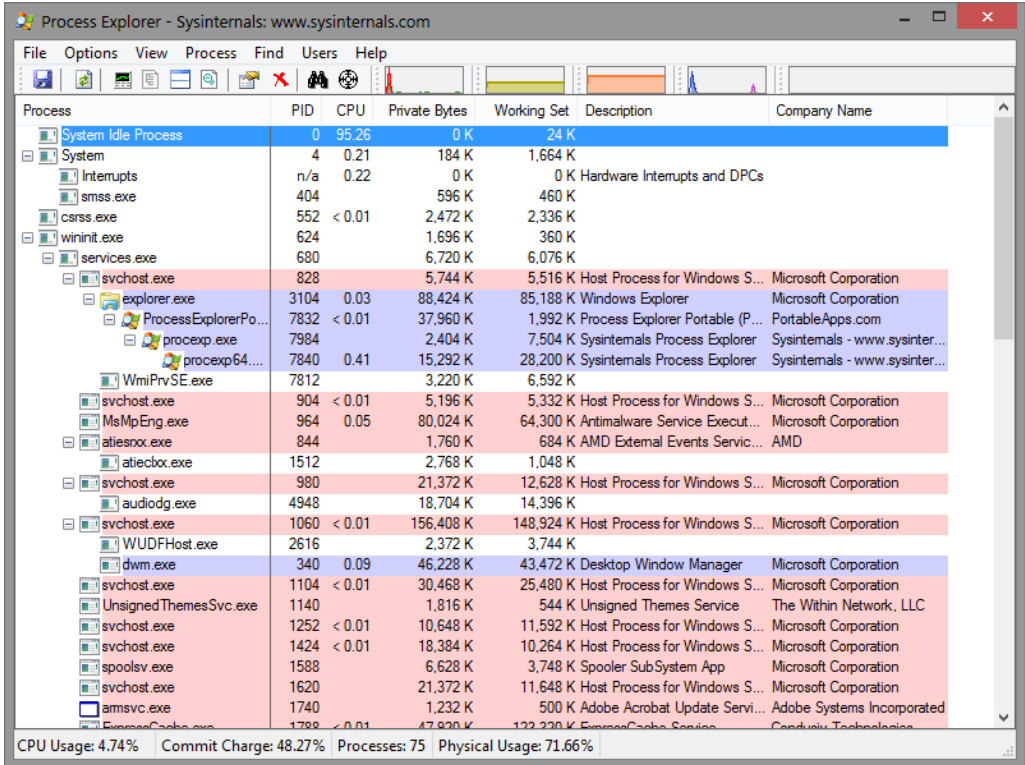 Process Explorer - Sysinternals: www.sysinternals.com
File Options View Process Find Users Help
Process PID CPU Private Bytes Working Set Description Company Name
System Idle Process 0 95.26 0 K 24 K
System 4 0.21 184 K 1,664 K
Interrupts n/a 0.22 0 K 0 K Hardware Interrupts and DPCs
smss.exe 404 596 K 460 K
csrss.exe 552 < 0.01 2,472 K 2,336 K
wininit.exe 624 1,696 K 360 K
services.exe 680 6,720 K 6,076 K
svchost.exe 828 5,744 K 5,516 K Host Process for Windows S... Microsoft Corporation
explorer.exe 3104 0.03 88,424 K 85,188 K Windows Explorer Microsoft Corporation
ProcessExplorerPo... 7832 < 0.01 37,960 K 1,992 K Process Explorer Portable (P... PortableApps.com
procexp.exe 7984 2,404 K 7,504 K Sysinternals Process Explorer Sysinternals - www.sysinter...
procexp64.... 7840 0.41 15,292 K 28,200 K Sysinternals Process Explorer Sysinternals - www.sysinter...
WmiPrvSE.exe 7812 3,220 K 6,592 K
svchost.exe 904 < 0.01 5,196 K 5,332 K Host Process for Windows S... Microsoft Corporation
MsMpEng.exe 964 0.05 80,024 K 64,300 K Antimalware Service Execut... Microsoft Corporation
atiesrxx.exe 844 1,760 K 684 K AMD External Events Servic... AMD
atieclxx.exe 1512 2,768 K 1,048 K
svchost.exe 980 21,372 K 12,628 K Host Process for Windows S... Microsoft Corporation
audiodg.exe 4948 18,704 K 14,396 K
svchost.exe 1060 < 0.01 156,408 K 148,924 K Host Process for Windows S... Microsoft Corporation
WUDFHost.exe 2616 2,372 K 3,744 K
dwm.exe 340 0.09 46,228 K 43,472 K Desktop Window Manager Microsoft Corporation
svchost.exe 1104 < 0.01 30,468 K 25,480 K Host Process for Windows S... Microsoft Corporation
UnsignedThemesSvc.exe 1140 1,816 K 544 K Unsigned Themes Service The Within Network, LLC
svchost.exe 1252 < 0.01 10,648 K 11,592 K Host Process for Windows S... Microsoft Corporation
svchost.exe 1424 < 0.01 18,384 K 10,264 K Host Process for Windows S... Microsoft Corporation
spoolsv.exe 1588 6,628 K 3,748 K Spooler SubSystem App Microsoft Corporation
svchost.exe 1620 21,372 K 11,648 K Host Process for Windows S... Microsoft Corporation
armsvc.exe 1740 1,232 K 500 K Adobe Acrobat Update Servi... Adobe Systems Incorporated
ExpressCache.exe 1788 < 0.01 47,920 K 123,320 K ExpressCache Service Condusiv Technologies
CPU Usage: 4.74% Commit Charge: 48.27% Processes: 75 Physical Usage: 71.66%